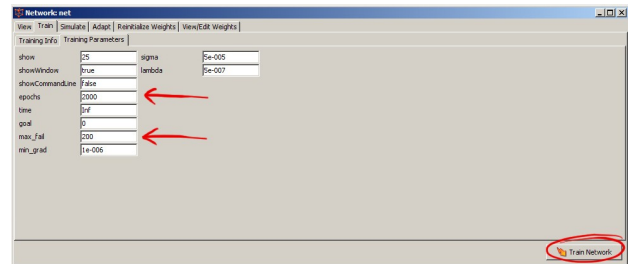 Network: net
View Train Simulate Adapt Reinitialize Weights View/Edit Weights
Training Info Training Parameters
show 25 sigma 5e-005
showWindow true lambda 5e-007
showCommandLine false
epochs 2000
time Inf
goal 0
max_fail 200
min_grad 1e-006
Train Network